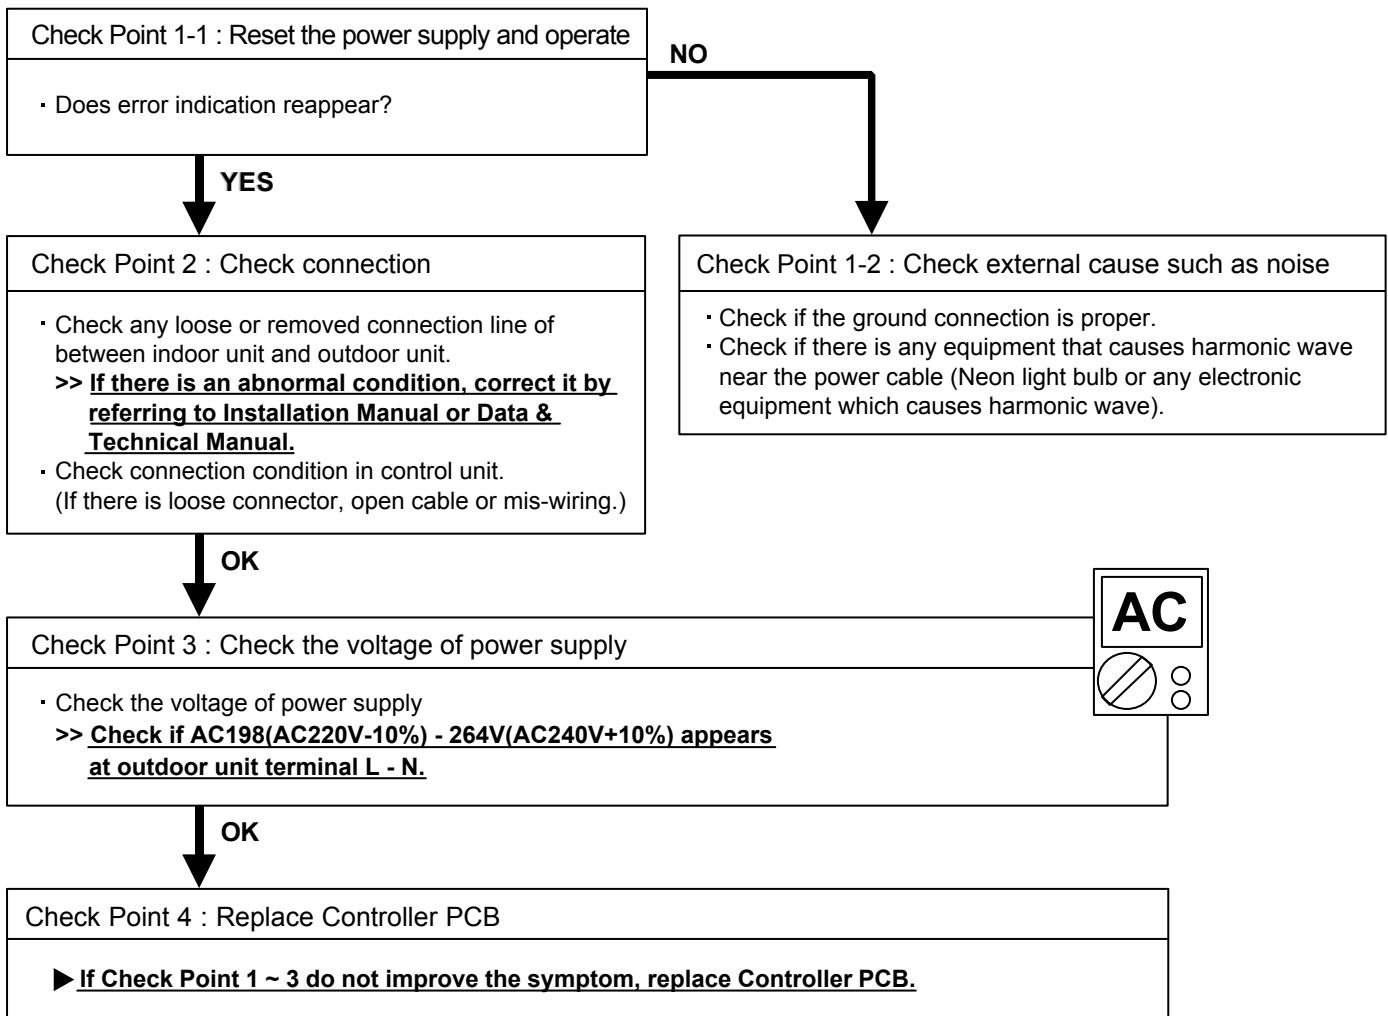 Check Point 1-1 : Reset the power supply and operate
NO
· Does error indication reappear?
YES
Check Point 2 : Check connection
· Check any loose or removed connection line of
between indoor unit and outdoor unit.
>> If there is an abnormal condition, correct it by
referring to Installation Manual or Data &
Technical Manual.
· Check connection condition in control unit.
(If there is loose connector, open cable or mis-wiring.)
Check Point 1-2 : Check external cause such as noise
· Check if the ground connection is proper.
· Check if there is any equipment that causes harmonic wave
near the power cable (Neon light bulb or any electronic
equipment which causes harmonic wave).
OK
AC
Check Point 3 : Check the voltage of power supply
· Check the voltage of power supply
>> Check if AC198(AC220V-10%) - 264V(AC240V+10%) appears
at outdoor unit terminal L - N.
OK
Check Point 4 : Replace Controller PCB
▶ If Check Point 1 ~ 3 do not improve the symptom, replace Controller PCB.